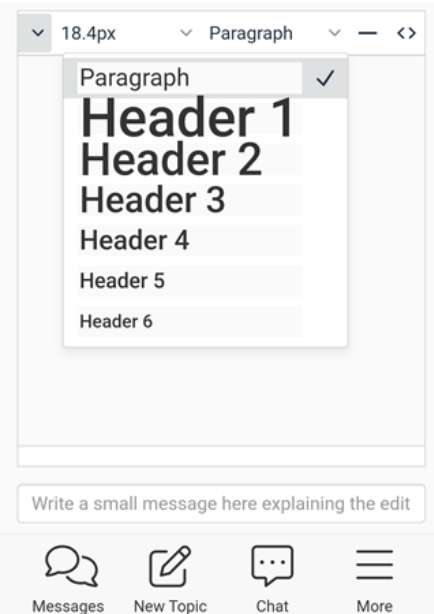 18.4px Paragraph
Paragraph
Header 1
Header 2
Header 3
Header 4
Header 5
Header 6
Write a small message here explaining the edit
Messages New Topic Chat More